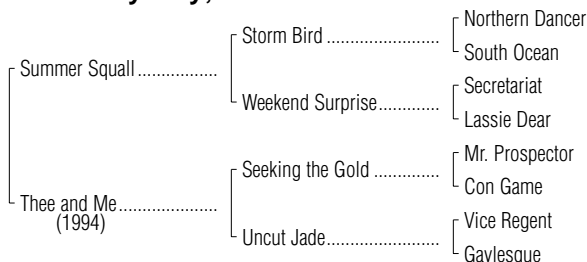 Northern Dancer
Storm Bird
South Ocean
Summer Squall
Secretariat
Weekend Surprise
Lassie Dear
Mr. Prospector
Seeking the Gold
Con Game
Thee and Me
(1994)
Vice Regent
Uncut Jade
Gaylesque